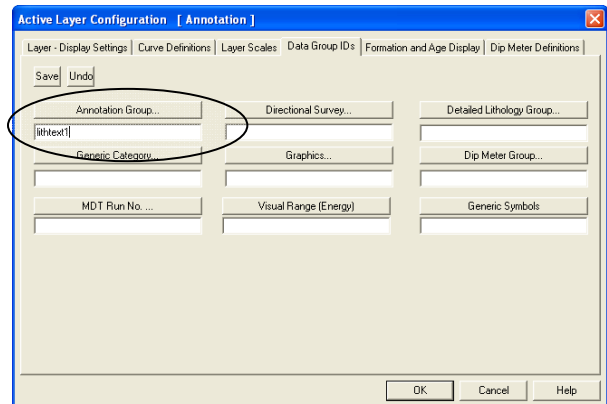 Active Layer Configuration [ Annotation ]
Layer - Display Settings Curve Definitions Layer Scales Data Group IDs Formation and Age Display Dip Meter Definitions
Save Undo
Annotation Group... Directional Survey... Detailed Lithology Group...
lithtext1
Generic Category... Graphics... Dip Meter Group...
MDT Run No. ... Visual Range (Energy) Generic Symbols
OK Cancel Help